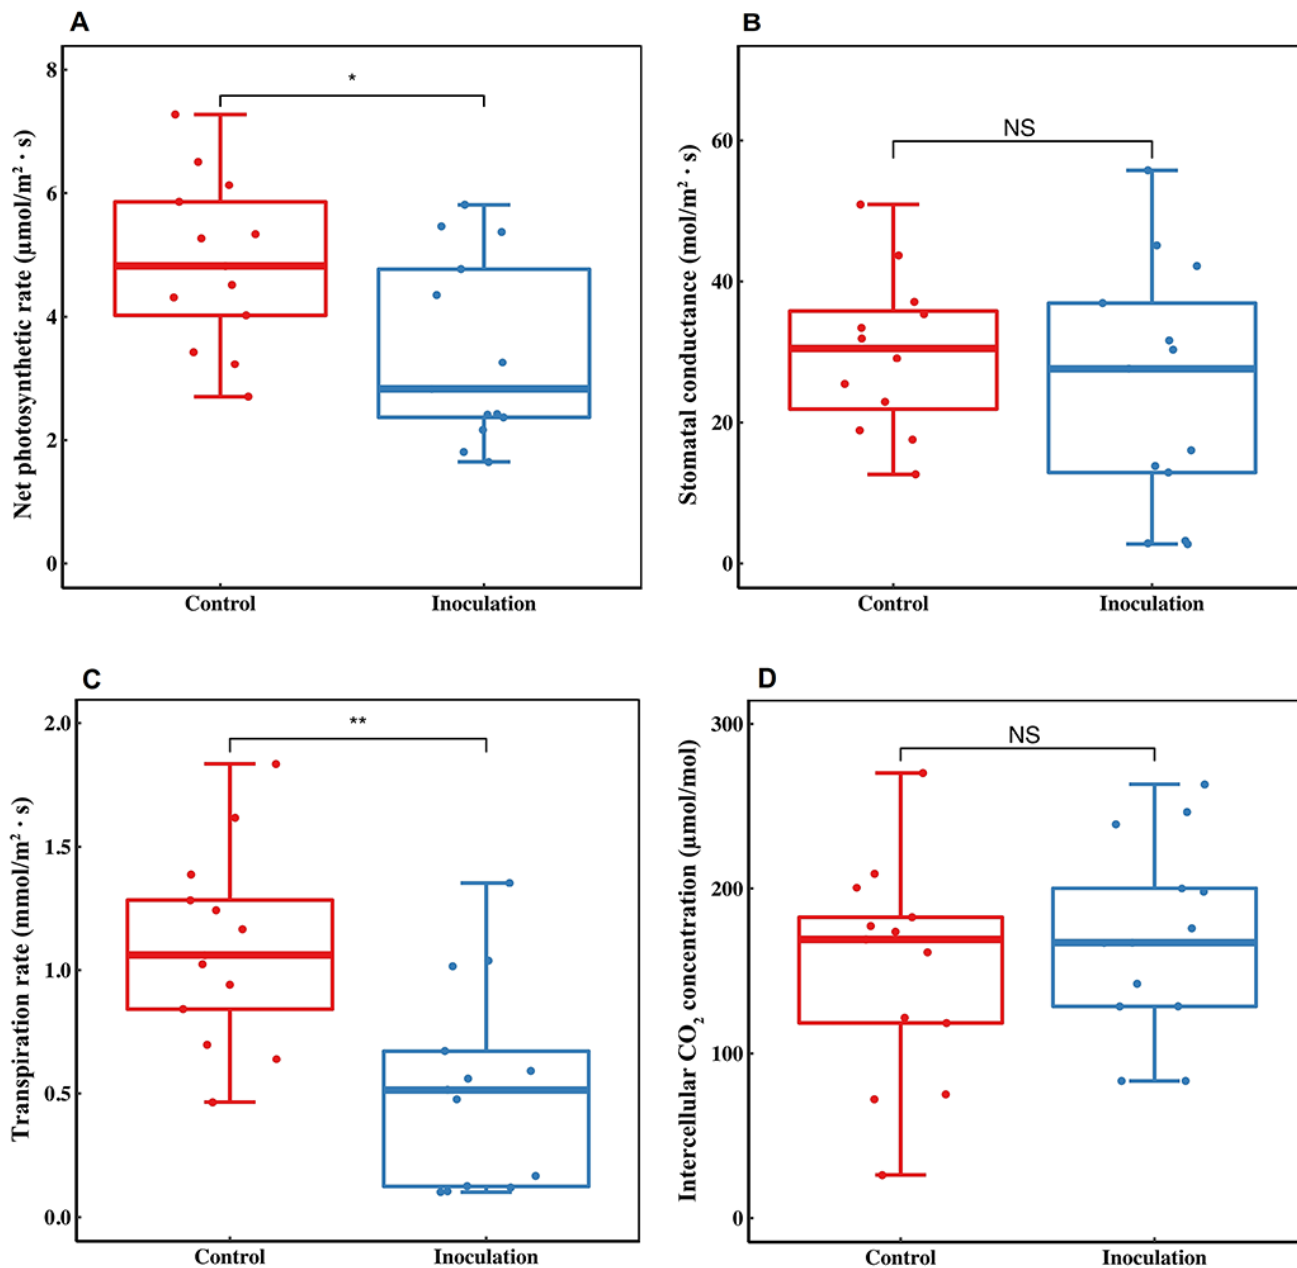 A
Net photosynthetic rate (µmol/m² · s)
8
6
4
2
0
*
Control
Inoculation
B
Stomatal conductance (mol/m² · s)
60
40
20
0
NS
Control
Inoculation
C
Transpiration rate (mmol/m² · s)
2.0
1.5
1.0
0.5
0.0
**
Control
Inoculation
D
Intercellular CO₂ concentration (µmol/mol)
300
200
100
0
NS
Control
Inoculation